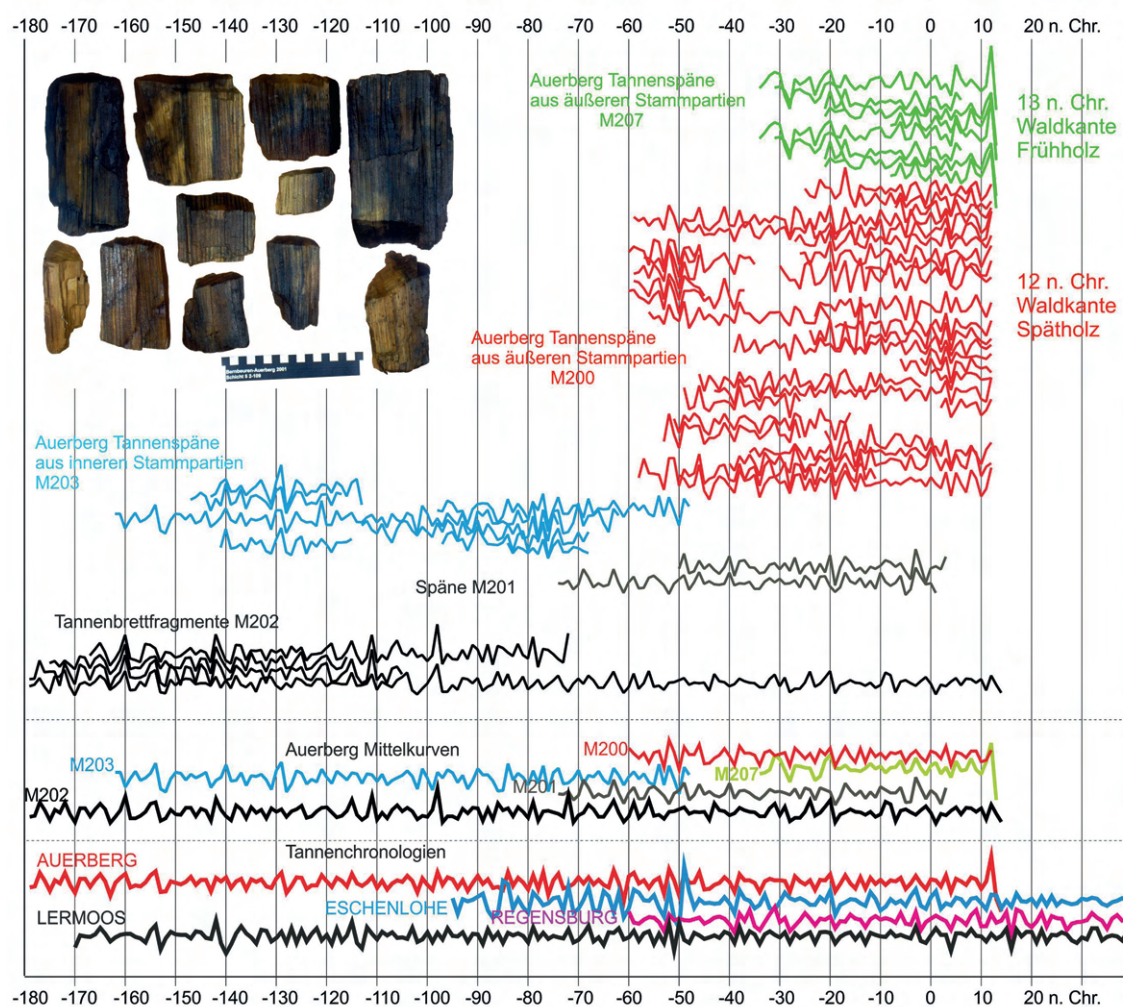 -180 -170 -160 -150 -140 -130 -120 -110 -100 -90 -80 -70 -60 -50 -40 -30 -20 -10 0 10 20 n. Chr.
Auerberg Tannenspäne
aus äußeren Stammpartien
M207
13 n. Chr.
Waldkante
Frühholz
12 n. Chr.
Waldkante
Spätholz
Auerberg Tannenspäne
aus äußeren Stammpartien
M200
Bernbeuren-Auerberg 2001
Auerberg Tannenspäne
aus inneren Stammpartien
M203
Späne M201
Tannenbrettfragmente M202
Auerberg Mittelkurven
M200
M203
M207
M201
M202
Tannenchronologien
AUERBERG
ESCHENLOHE
REGENSBURG
LERMOOS
-180 -170 -160 -150 -140 -130 -120 -110 -100 -90 -80 -70 -60 -50 -40 -30 -20 -10 0 10 20 n. Chr.